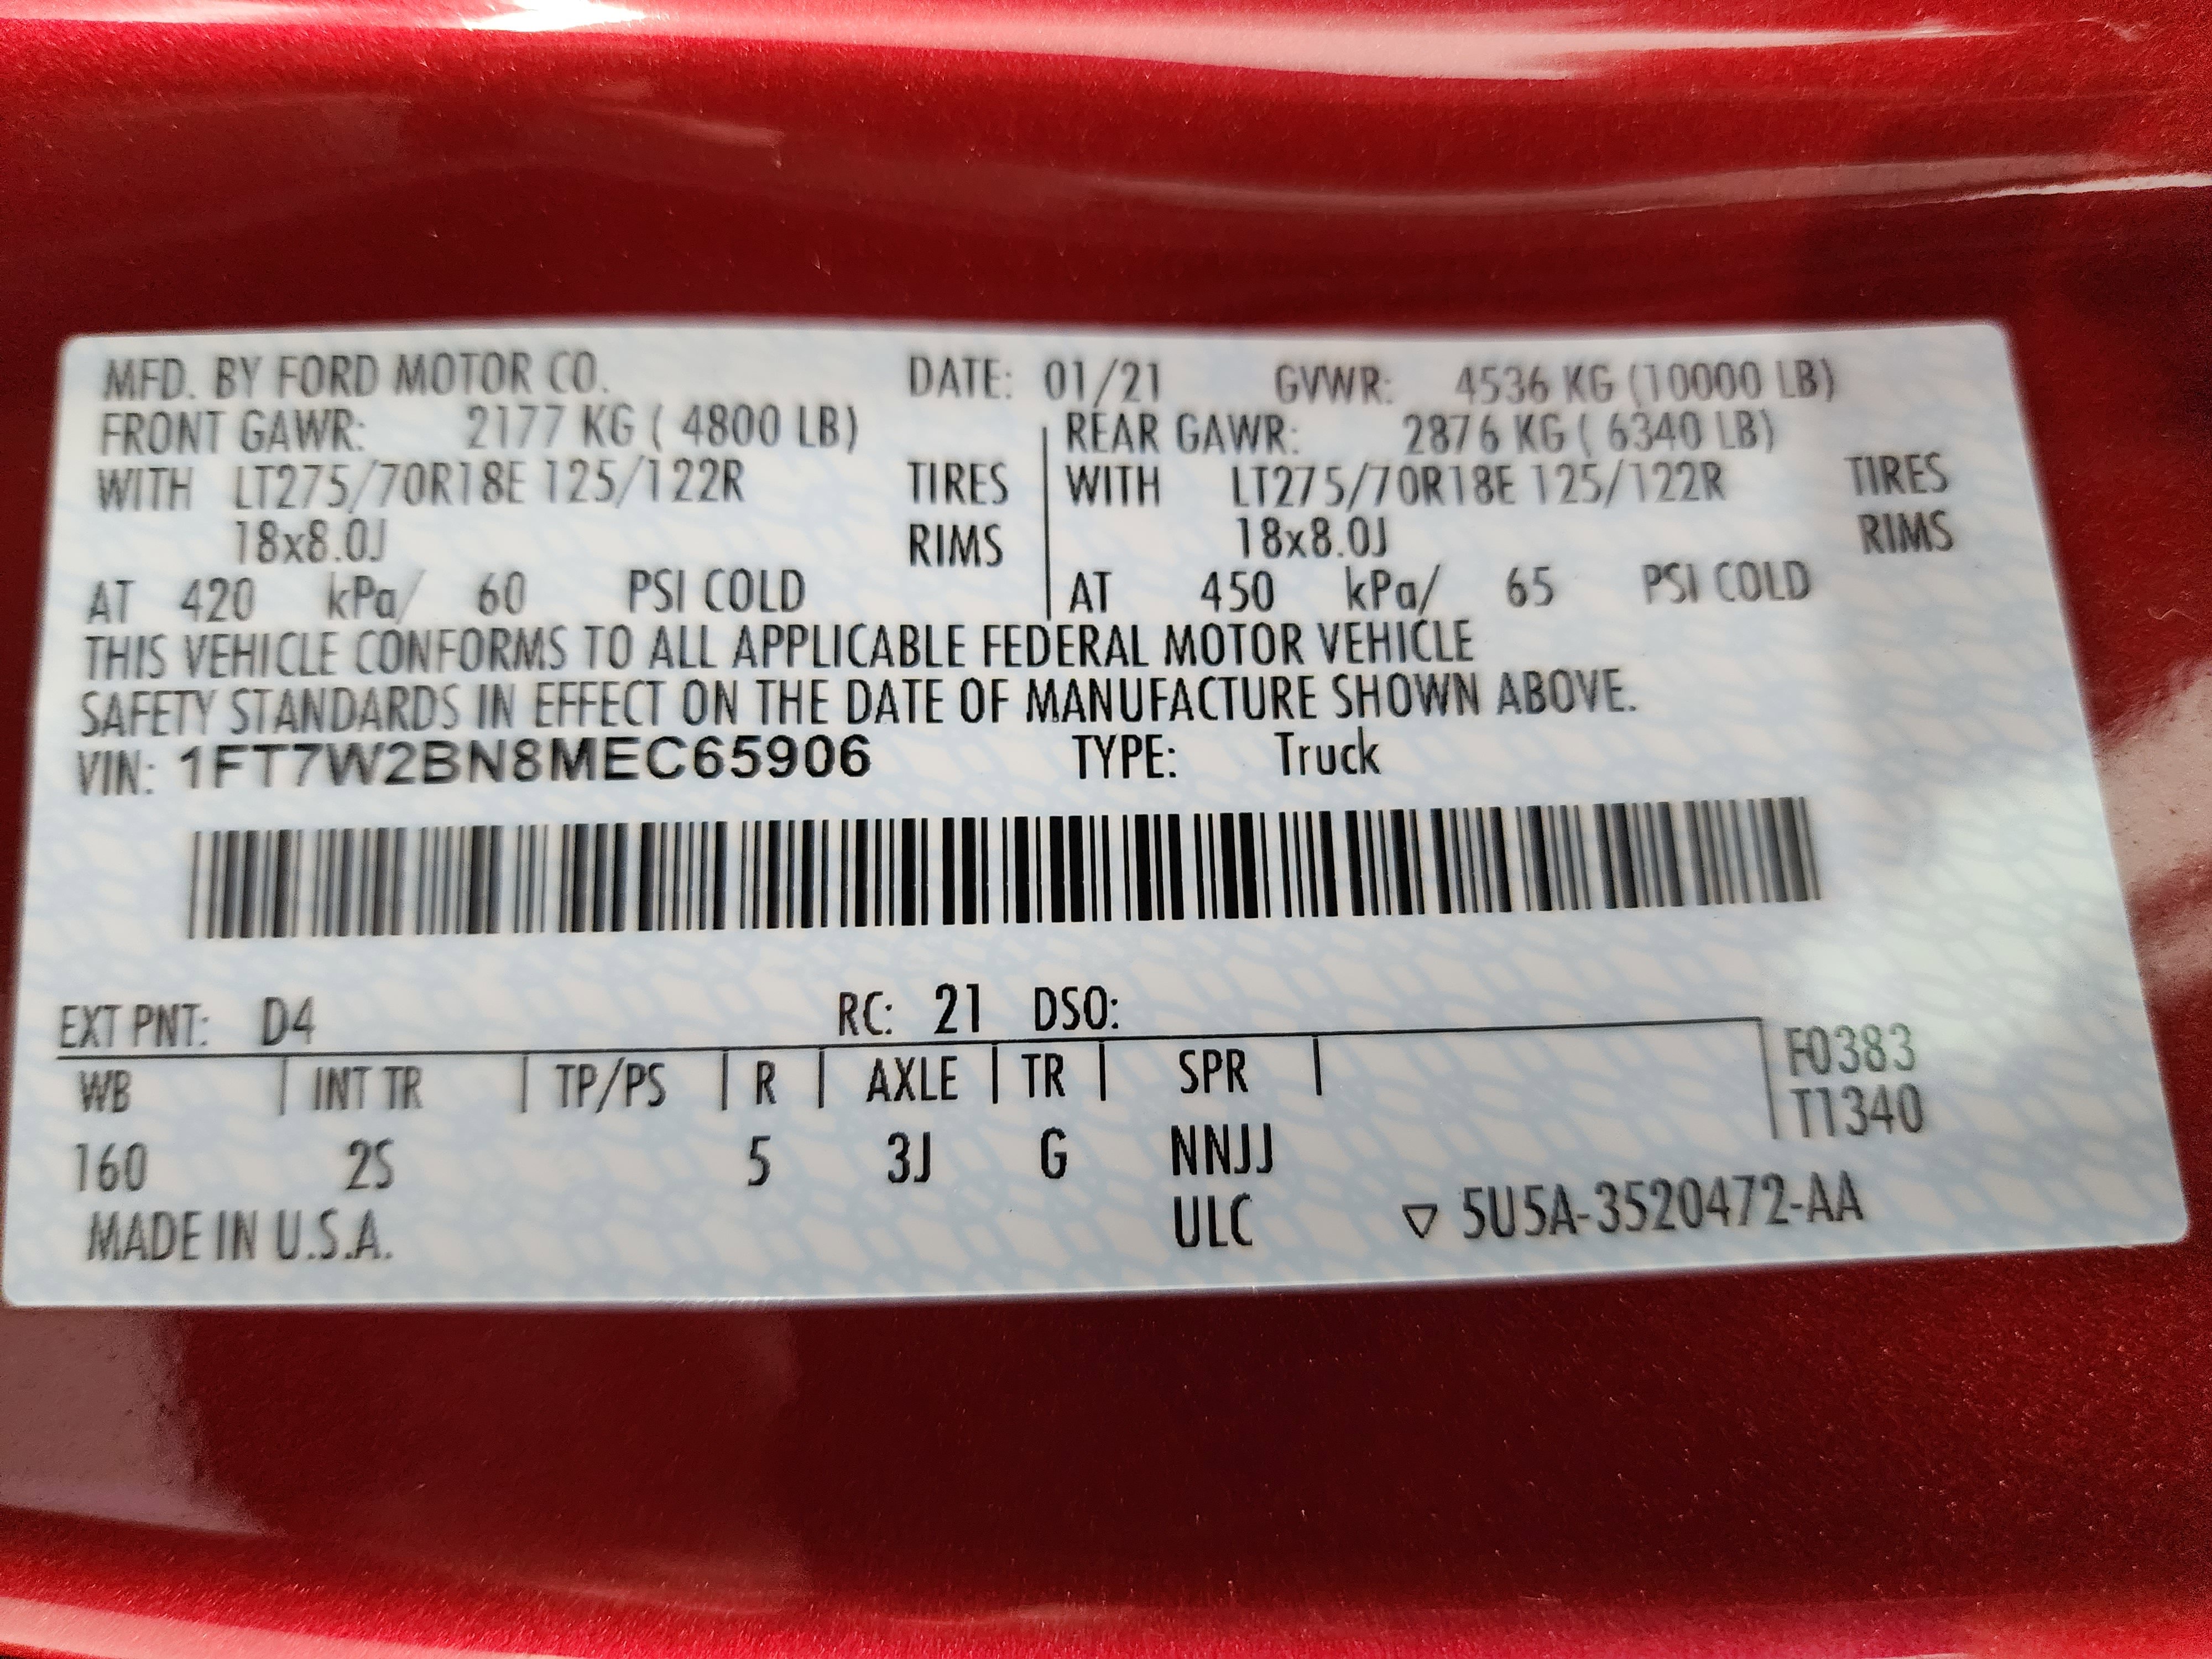 MFD. BY FORD MOTOR CO. DATE: 01/21 GVWR: 4536 KG (10000 LB)
FRONT GAWR: 2177 KG ( 4800 LB) REAR GAWR: 2876 KG ( 6340 LB)
WITH LT275/70R18E 125/122R TIRES WITH LT275/70R18E 125/122R TIRES
18x8.0J RIMS 18x8.0J RIMS
AT 420 kPa/ 60 PSI COLD AT 450 kPa/ 65 PSI COLD
THIS VEHICLE CONFORMS TO ALL APPLICABLE FEDERAL MOTOR VEHICLE
SAFETY STANDARDS IN EFFECT ON THE DATE OF MANUFACTURE SHOWN ABOVE.
VIN: 1FT7W2BN8MEC65906 TYPE: Truck
EXT PNT: D4 RC: 21 DSO:
WB INT TR TP/PS R AXLE TR SPR F0383
T1340
160 2S 5 3J G NNJJ
MADE IN U.S.A. ULC ▽ 5U5A-3520472-AA